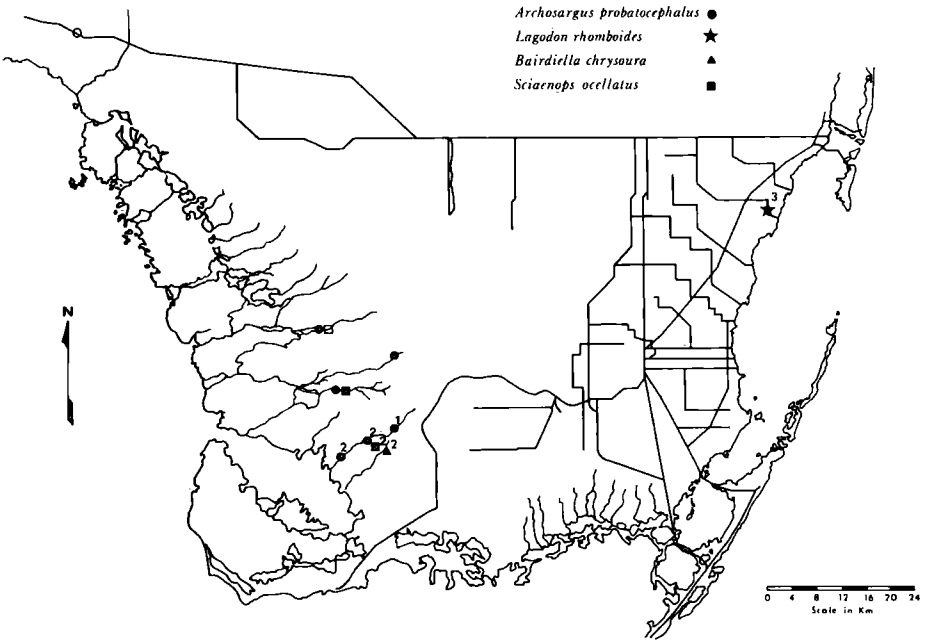 Archosargus probatocephalus ●
Lagodon rhomboides ★
Bairdiella chrysoura ▲
Sciaenops ocellatus ■
3
N
1
2
2
2
2
0 4 8 12 16 20 24
Scale in Km